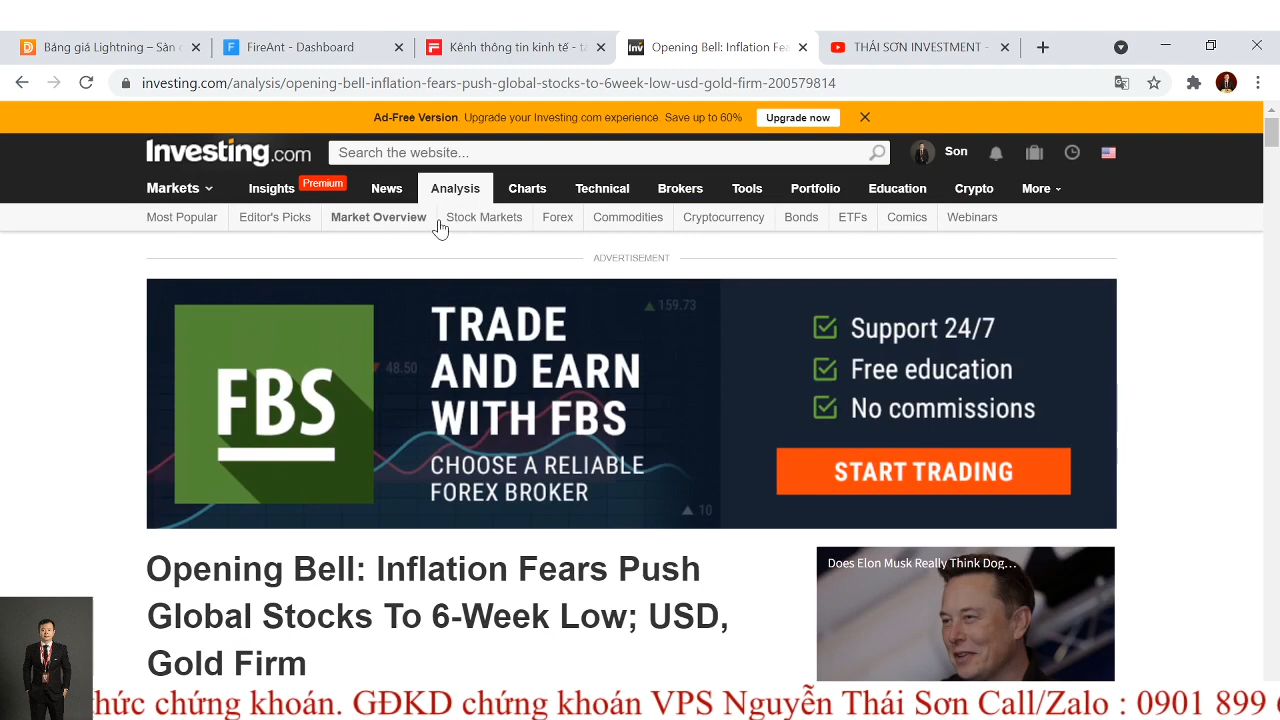 Bảng giá Lightning – Sàn
FireAnt - Dashboard
Kênh thông tin kinh tế - tà
Opening Bell: Inflation Fea
THÁI SƠN INVESTMENT -
investing.com/analysis/opening-bell-inflation-fears-push-global-stocks-to-6week-low-usd-gold-firm-200579814
Ad-Free Version. Upgrade your Investing.com experience. Save up to 60% Upgrade now
Investing.com Search the website... Son
Markets Insights Premium News Analysis Charts Technical Brokers Tools Portfolio Education Crypto More
Most Popular Editor's Picks Market Overview Stock Markets Forex Commodities Cryptocurrency Bonds ETFs Comics Webinars
ADVERTISEMENT
FBS
159.73
48.50
10
TRADE
AND EARN
WITH FBS
CHOOSE A RELIABLE
FOREX BROKER
Support 24/7
Free education
No commissions
START TRADING
Opening Bell: Inflation Fears Push
Global Stocks To 6-Week Low; USD,
Gold Firm
Does Elon Musk Really Think Dog…
thức chứng khoán. GĐKD chứng khoán VPS Nguyễn Thái Sơn Call/Zalo : 0901 899